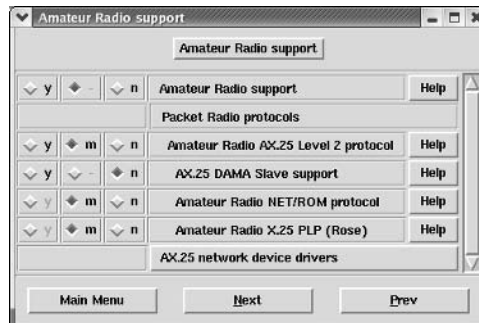 Amateur Radio support
Amateur Radio support
y - n Amateur Radio support Help
Packet Radio protocols
y m n Amateur Radio AX.25 Level 2 protocol Help
y - n AX.25 DAMA Slave support Help
y m n Amateur Radio NET/ROM protocol Help
y m n Amateur Radio X.25 PLP (Rose) Help
AX.25 network device drivers
Main Menu Next Prev